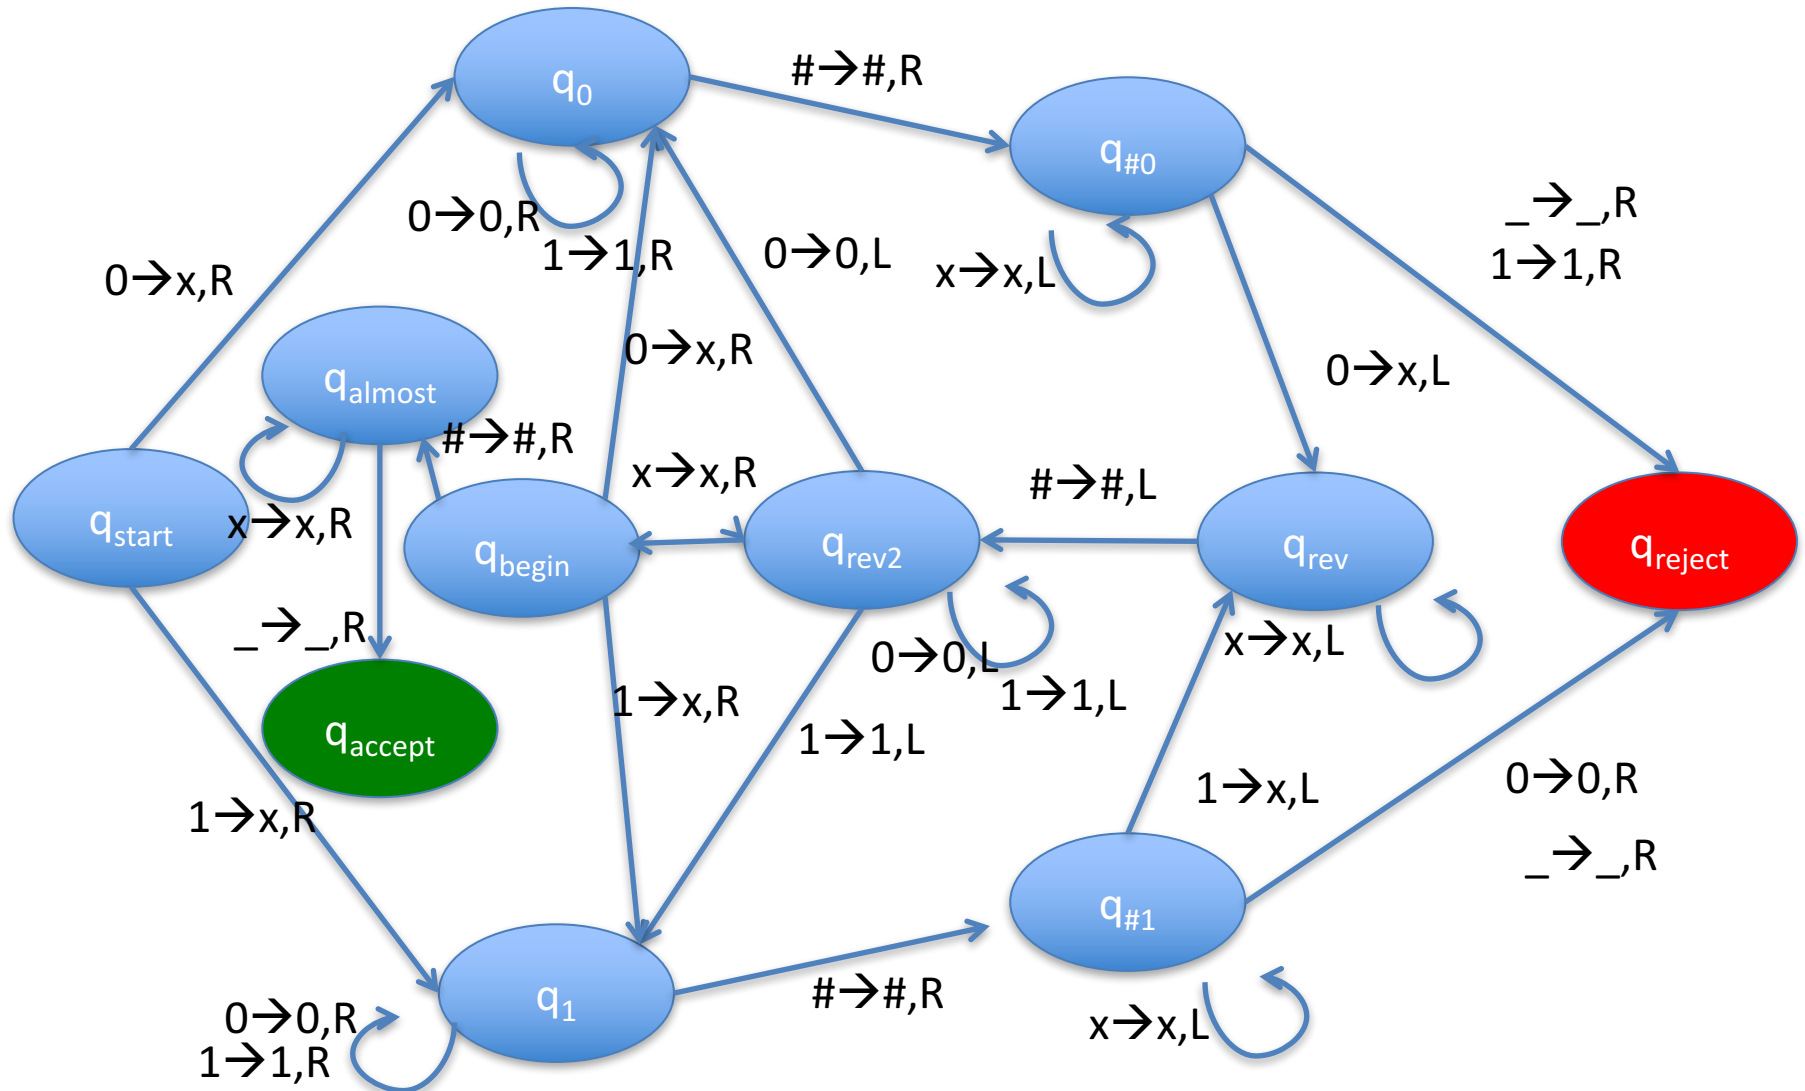 q0
#→#,R
q#0
_→_,R
1→1,R
0→0,R
1→1,R
0→0,L
x→x,L
0→x,R
0→x,R
0→x,L
qalmost
#→#,R
x→x,R
#→#,L
qstart
x→x,R
qbegin
qrev2
qrev
qreject
_→_,R
0→0,L
x→x,L
1→x,R
1→1,L
qaccept
1→1,L
1→x,R
1→x,L
0→0,R
_→_,R
q#1
q1
#→#,R
0→0,R
1→1,R
x→x,L